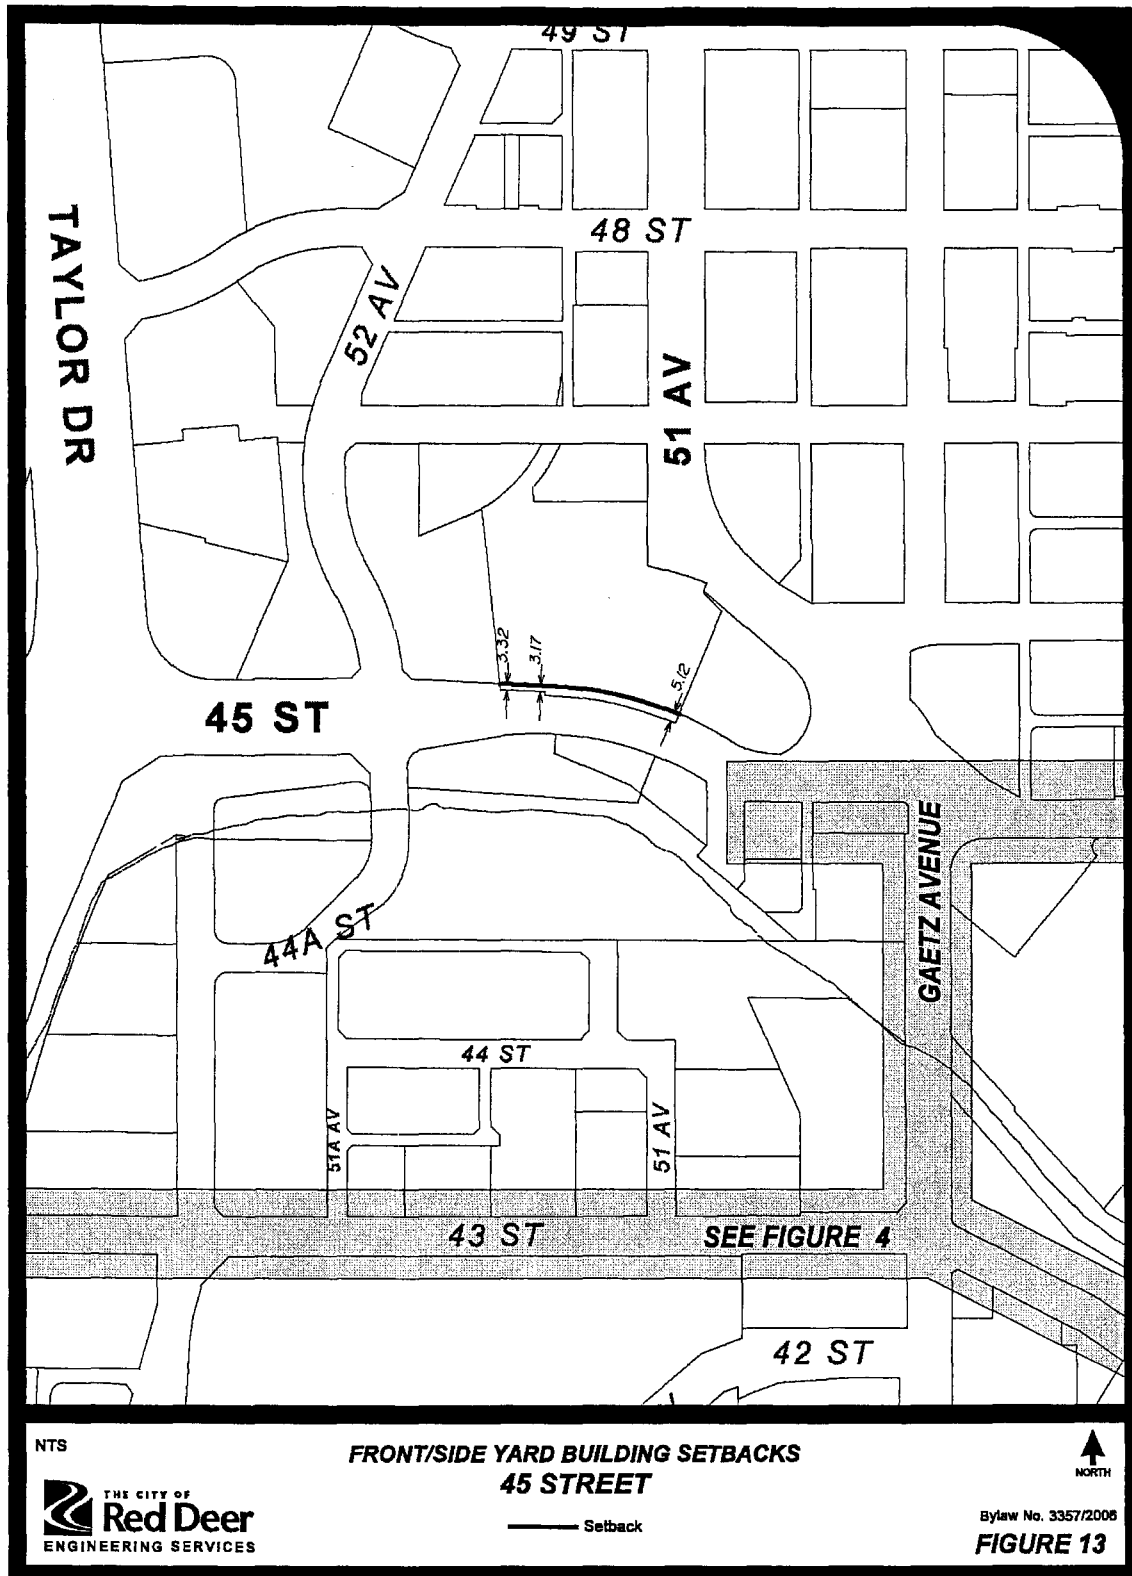 49 ST
TAYLOR DR
48 ST
52 AV
51 AV
3.32
3.17
5.12
45 ST
GAETZ AVENUE
44A ST
44 ST
51A AV
51 AV
43 ST
SEE FIGURE 4
42 ST
NTS
FRONT/SIDE YARD BUILDING SETBACKS
45 STREET
NORTH
THE CITY OF
Red Deer
ENGINEERING SERVICES
Setback
Bylaw No. 3357/2006
FIGURE 13